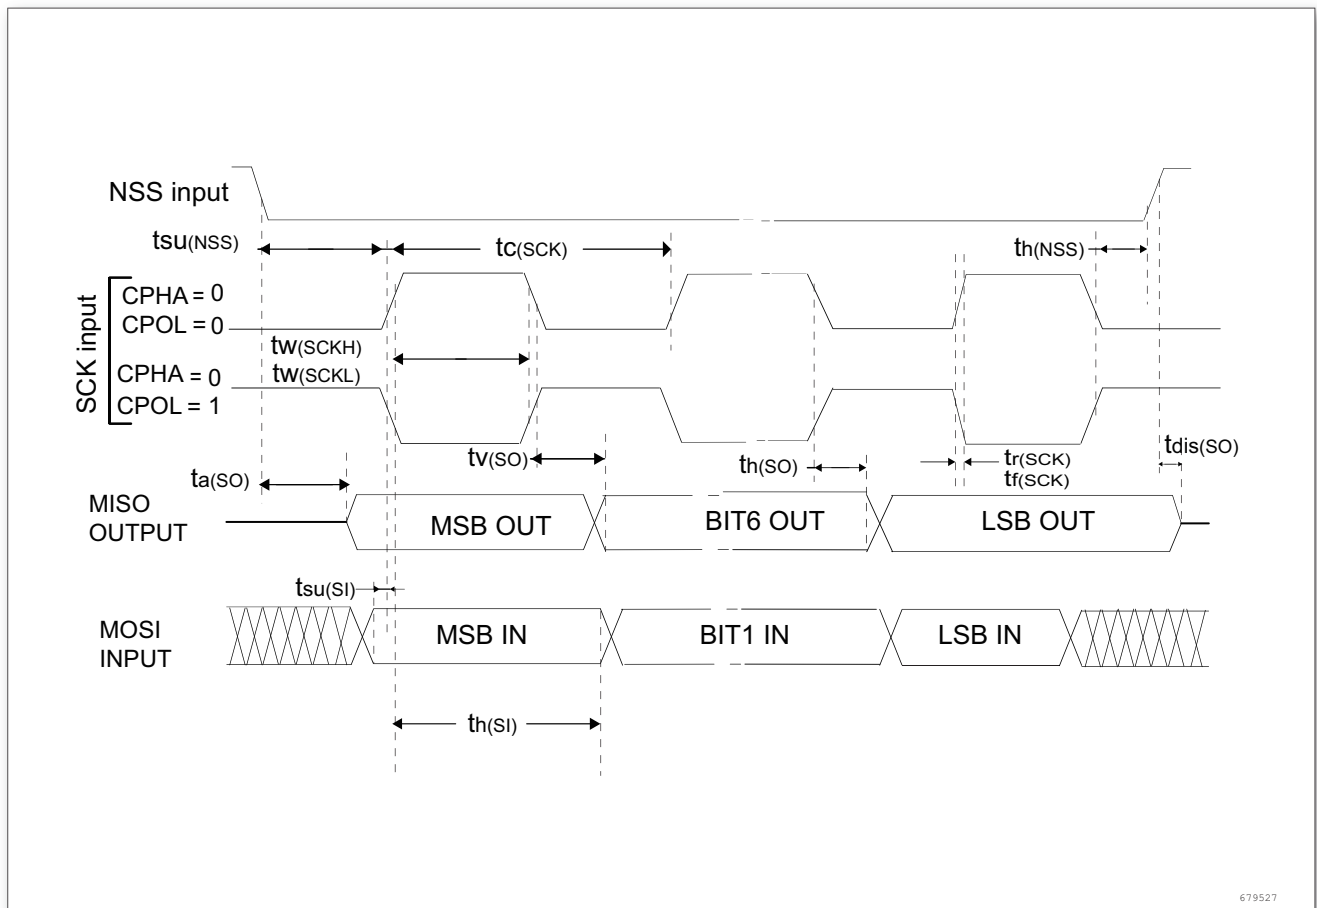 NSS input
tsu(NSS)
tc(SCK)
th(NSS)
SCK input
CPHA = 0
CPOL = 0
tw(SCKH)
CPHA = 0
tw(SCKL)
CPOL = 1
tv(SO)
th(SO)
tr(SCK)
tf(SCK)
tdis(SO)
ta(SO)
MISO
OUTPUT
MSB OUT
BIT6 OUT
LSB OUT
tsu(SI)
MOSI
INPUT
MSB IN
BIT1 IN
LSB IN
th(SI)
679527